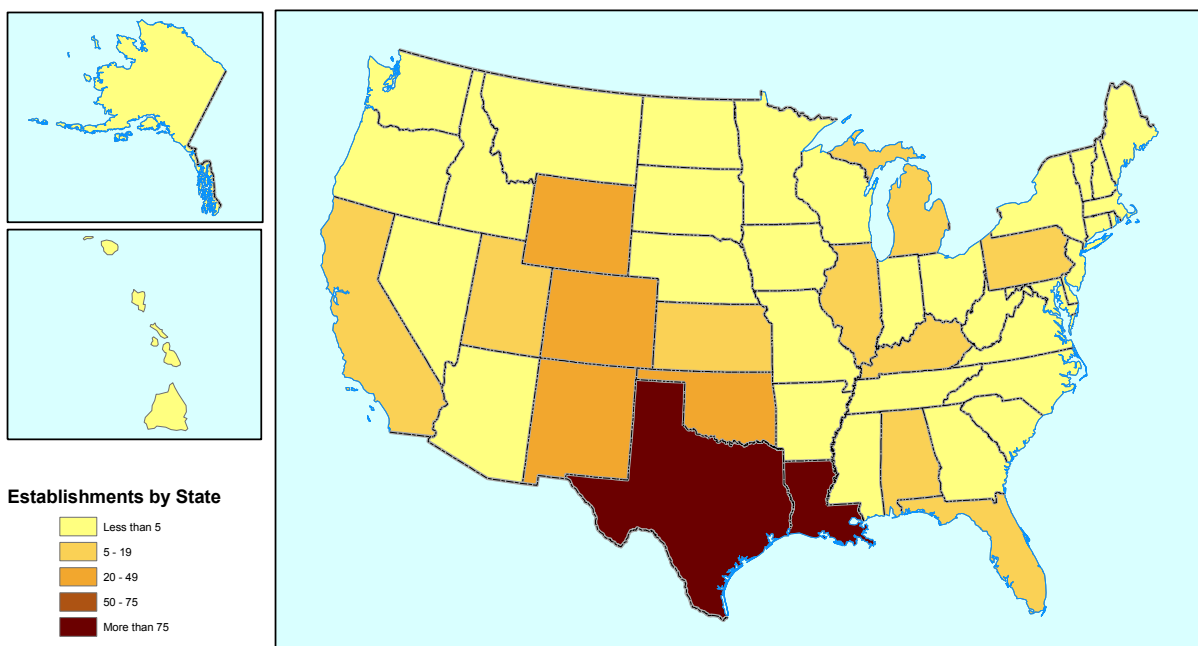 Establishments by State
Less than 5
5 - 19
20 - 49
50 - 75
More than 75